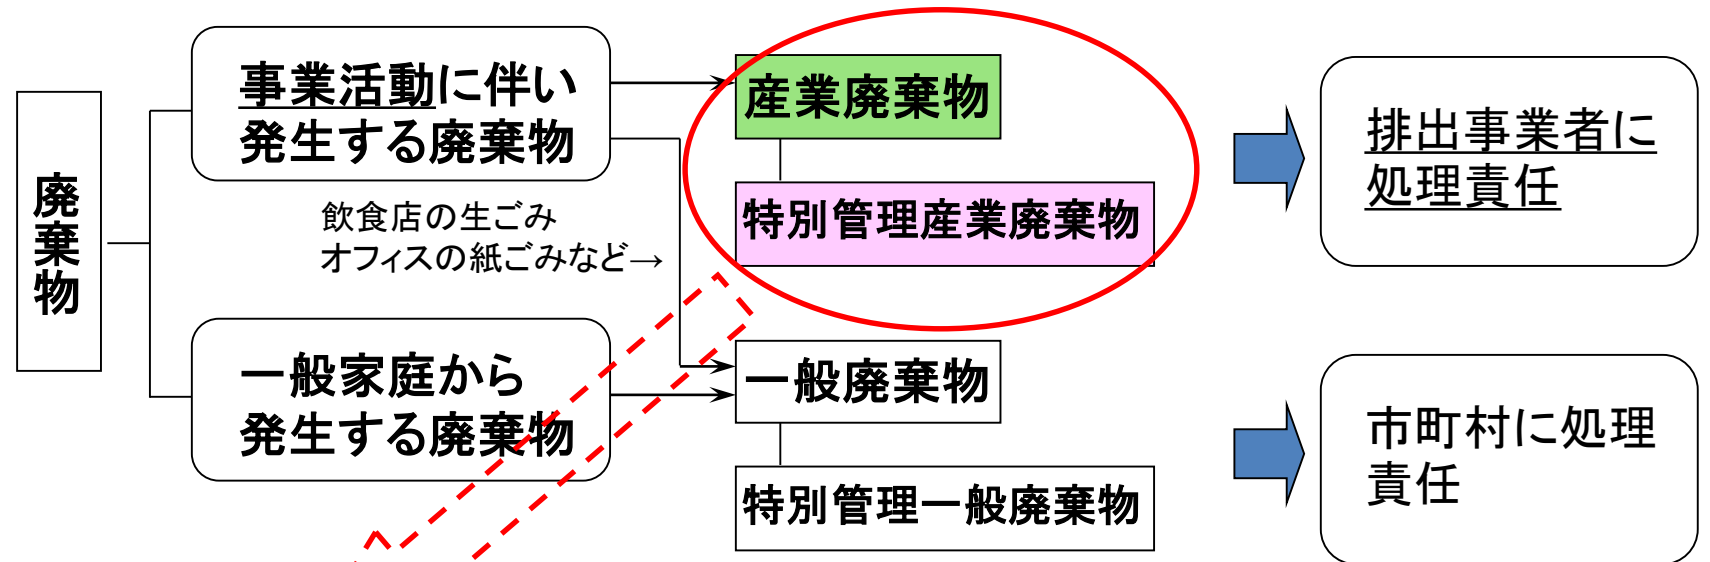 廃棄物
事業活動に伴い
発生する廃棄物
飲食店の生ごみ
オフィスの紙ごみなど→
一般家庭から
発生する廃棄物
産業廃棄物
特別管理産業廃棄物
一般廃棄物
特別管理一般廃棄物
排出事業者に
処理責任
市町村に処理
責任